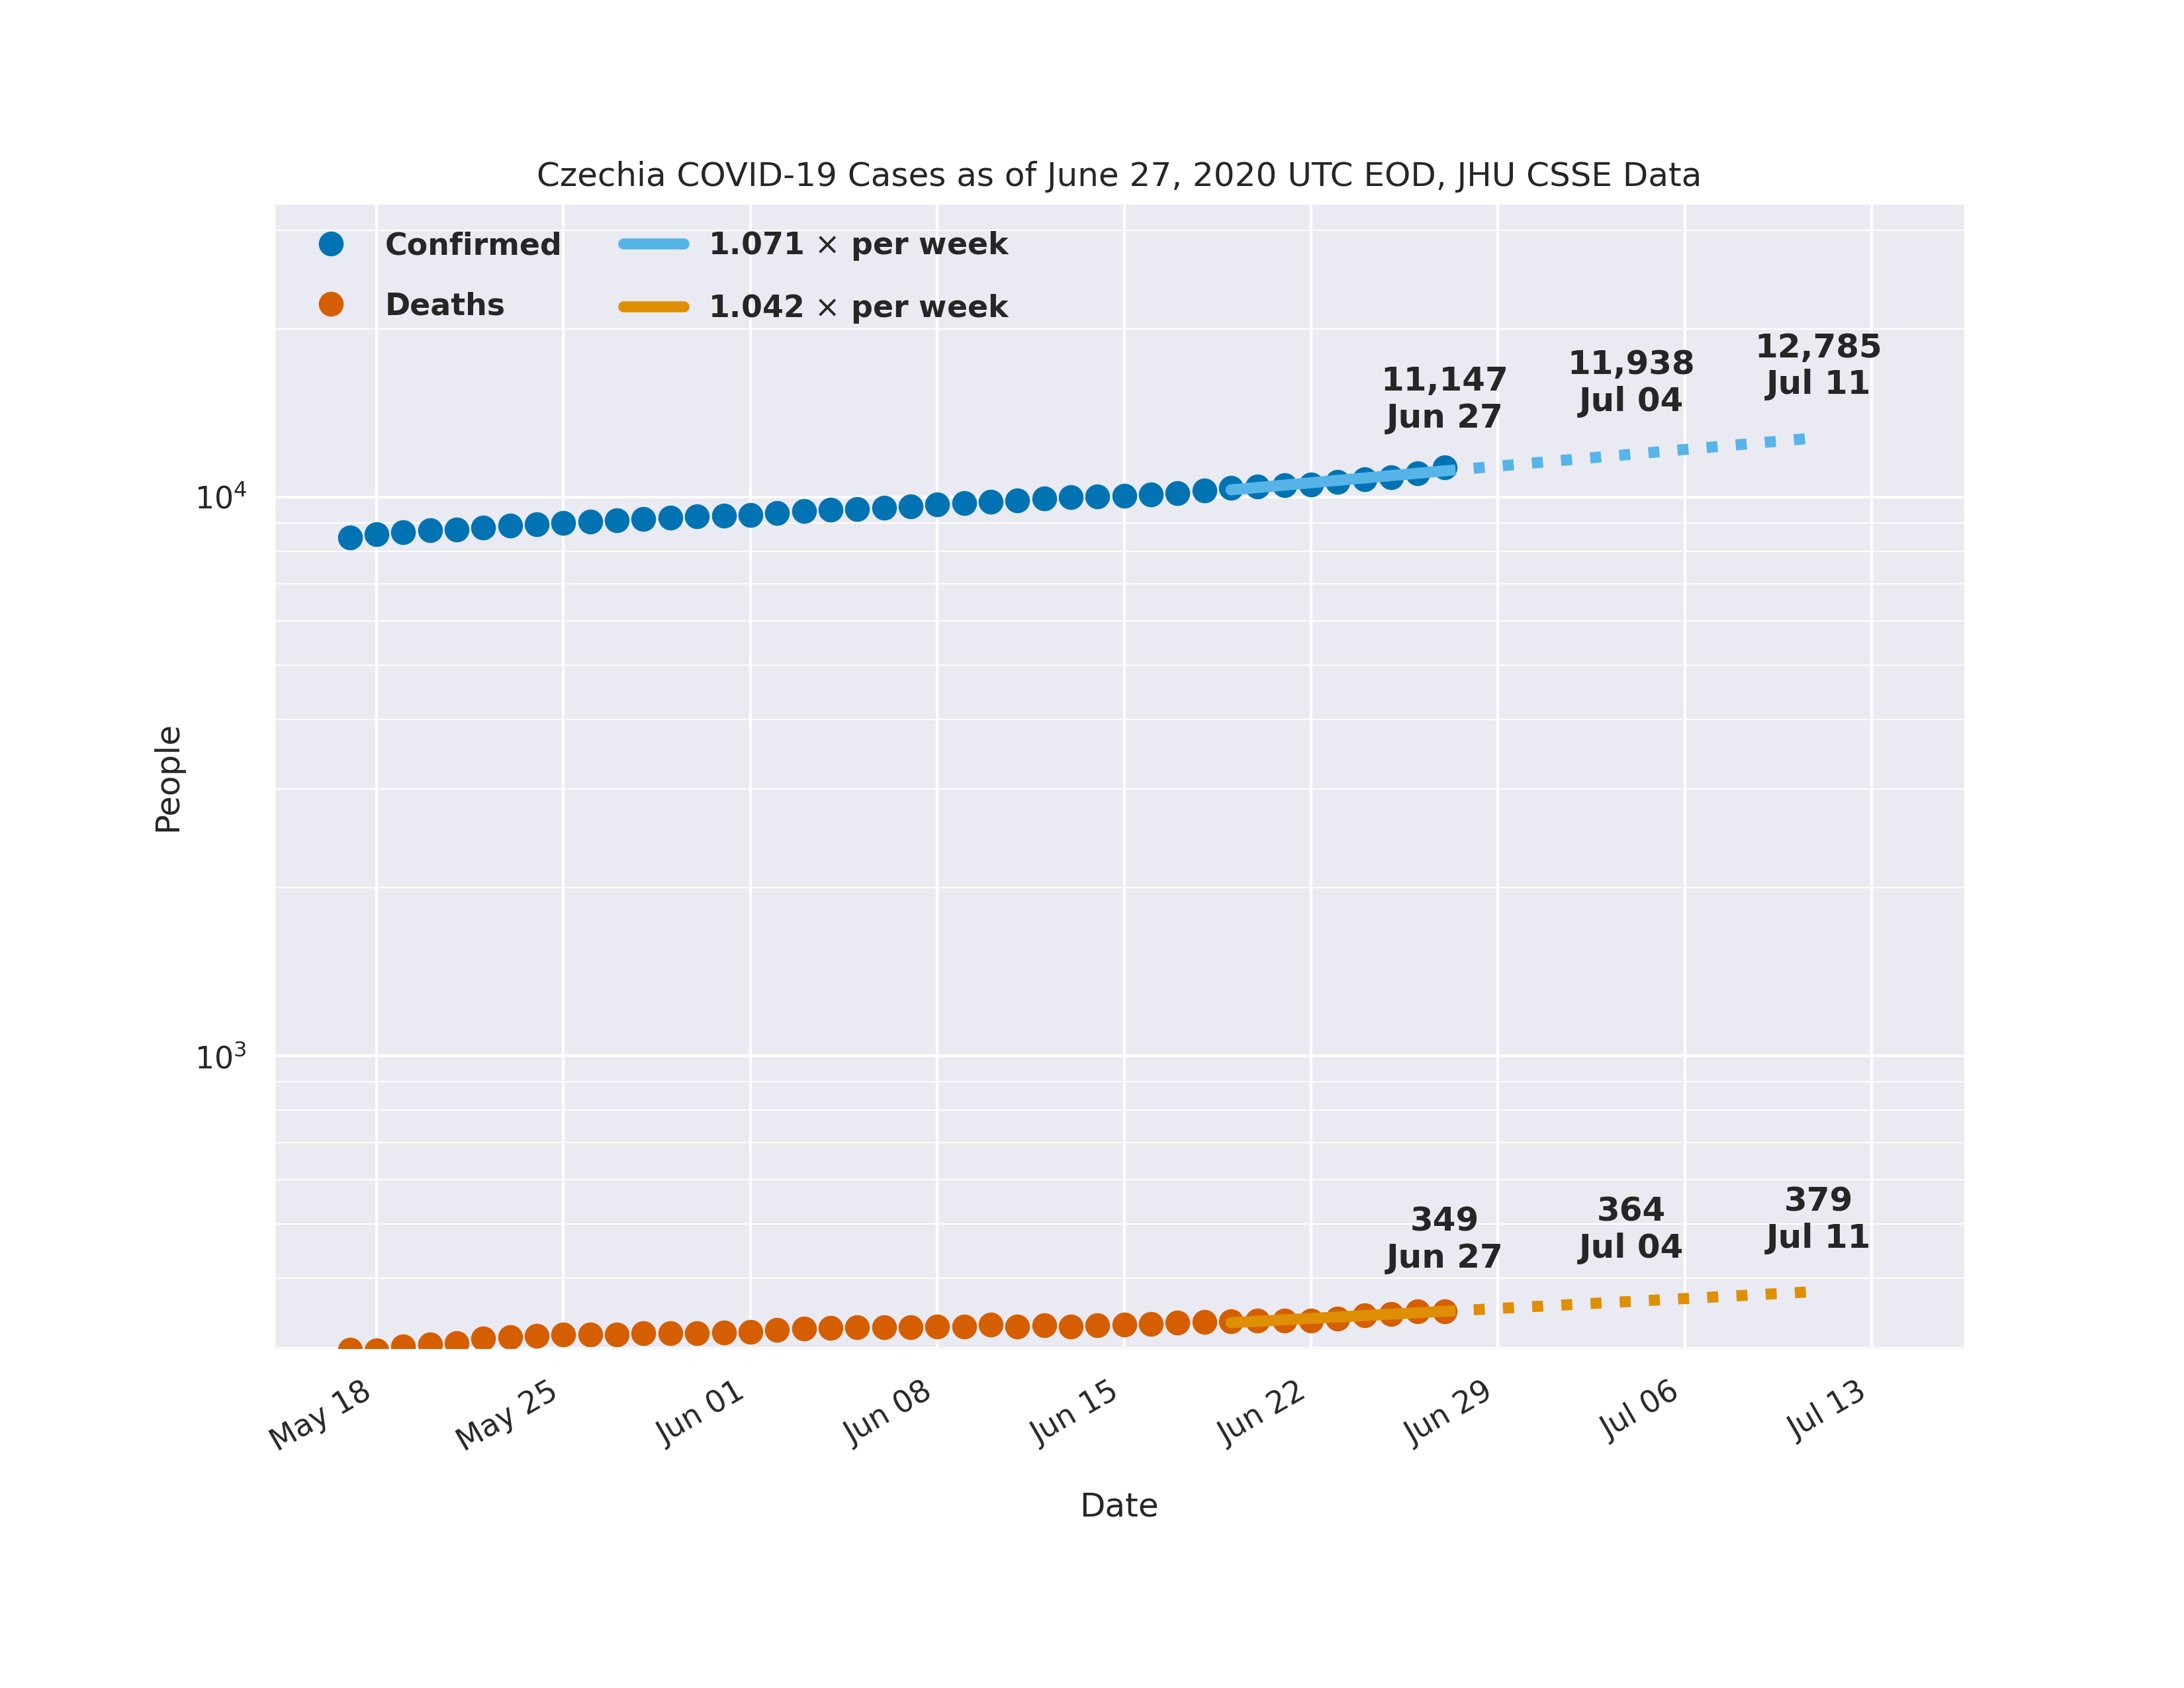 Czechia COVID-19 Cases as of June 27, 2020 UTC EOD, JHU CSSE Data
Confirmed
Deaths
1.071 × per week
1.042 × per week
11,147
Jun 27
11,938
Jul 04
12,785
Jul 11
10⁴
People
10³
349
Jun 27
364
Jul 04
379
Jul 11
May 18
May 25
Jun 01
Jun 08
Jun 15
Jun 22
Jun 29
Jul 06
Jul 13
Date